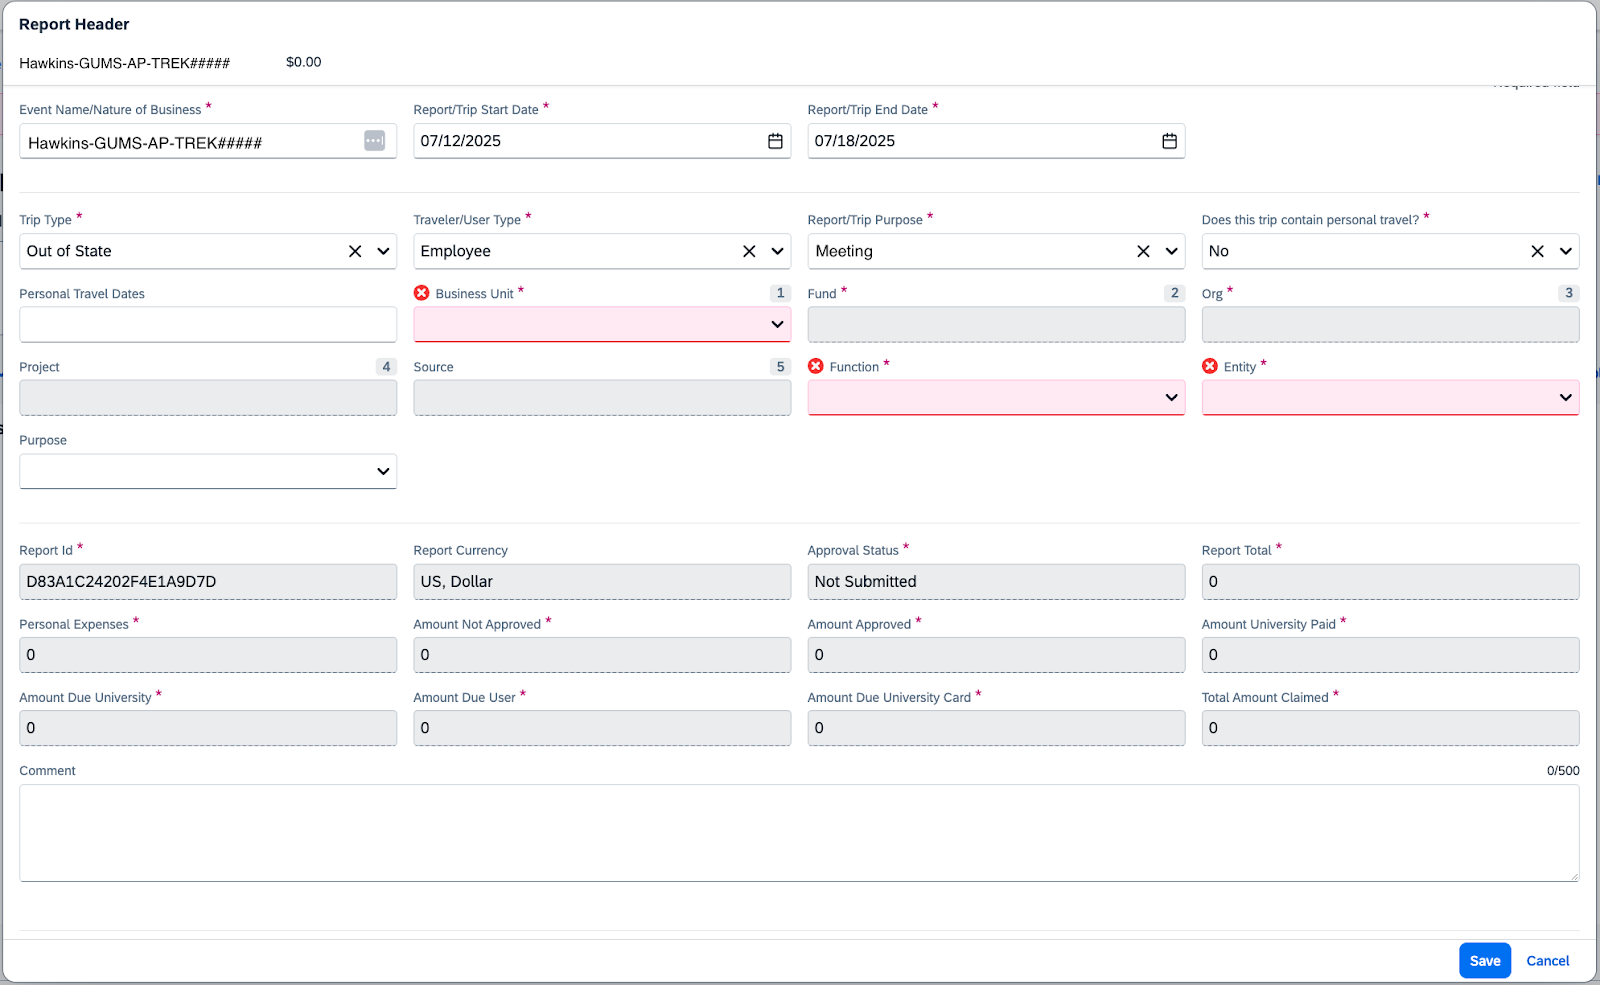 Report Header
Hawkins-GUMS-AP-TREK##### $0.00
Event Name/Nature of Business * Report/Trip Start Date * Report/Trip End Date *
Hawkins-GUMS-AP-TREK##### 07/12/2025 07/18/2025
Trip Type * Traveler/User Type * Report/Trip Purpose * Does this trip contain personal travel? *
Out of State Employee Meeting No
Personal Travel Dates Business Unit * 1 Fund * 2 Org * 3
Project 4 Source 5 Function * Entity *
Purpose
Report Id * Report Currency Approval Status * Report Total *
D83A1C24202F4E1A9D7D US, Dollar Not Submitted 0
Personal Expenses * Amount Not Approved * Amount Approved * Amount University Paid *
0 0 0 0
Amount Due University * Amount Due User * Amount Due University Card * Total Amount Claimed *
0 0 0 0
Comment 0/500
Save Cancel